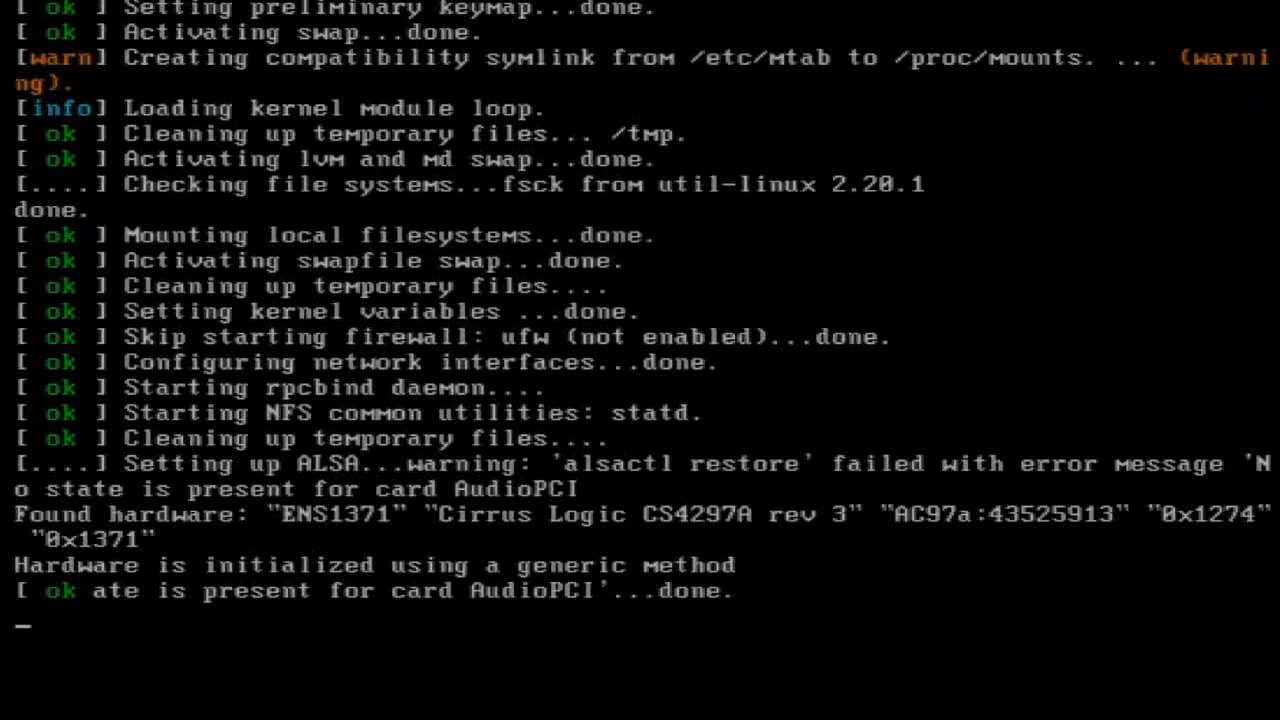 [ ok ] Setting preliminary keymap...done.
[ ok ] Activating swap...done.
[warn] Creating compatibility symlink from /etc/mtab to /proc/mounts. ... (warni
ng).
[info] Loading kernel module loop.
[ ok ] Cleaning up temporary files... /tmp.
[ ok ] Activating lvm and md swap...done.
[....] Checking file systems...fsck from util-linux 2.20.1
done.
[ ok ] Mounting local filesystems...done.
[ ok ] Activating swapfile swap...done.
[ ok ] Cleaning up temporary files....
[ ok ] Setting kernel variables ...done.
[ ok ] Skip starting firewall: ufw (not enabled)...done.
[ ok ] Configuring network interfaces...done.
[ ok ] Starting rpcbind daemon....
[ ok ] Starting NFS common utilities: statd.
[ ok ] Cleaning up temporary files....
[....] Setting up ALSA...warning: 'alsactl restore' failed with error message 'N
o state is present for card AudioPCI
Found hardware: "ENS1371" "Cirrus Logic CS4297A rev 3" "AC97a:43525913" "0x1274"
 "0x1371"
Hardware is initialized using a generic method
[ ok ate is present for card AudioPCI'...done.